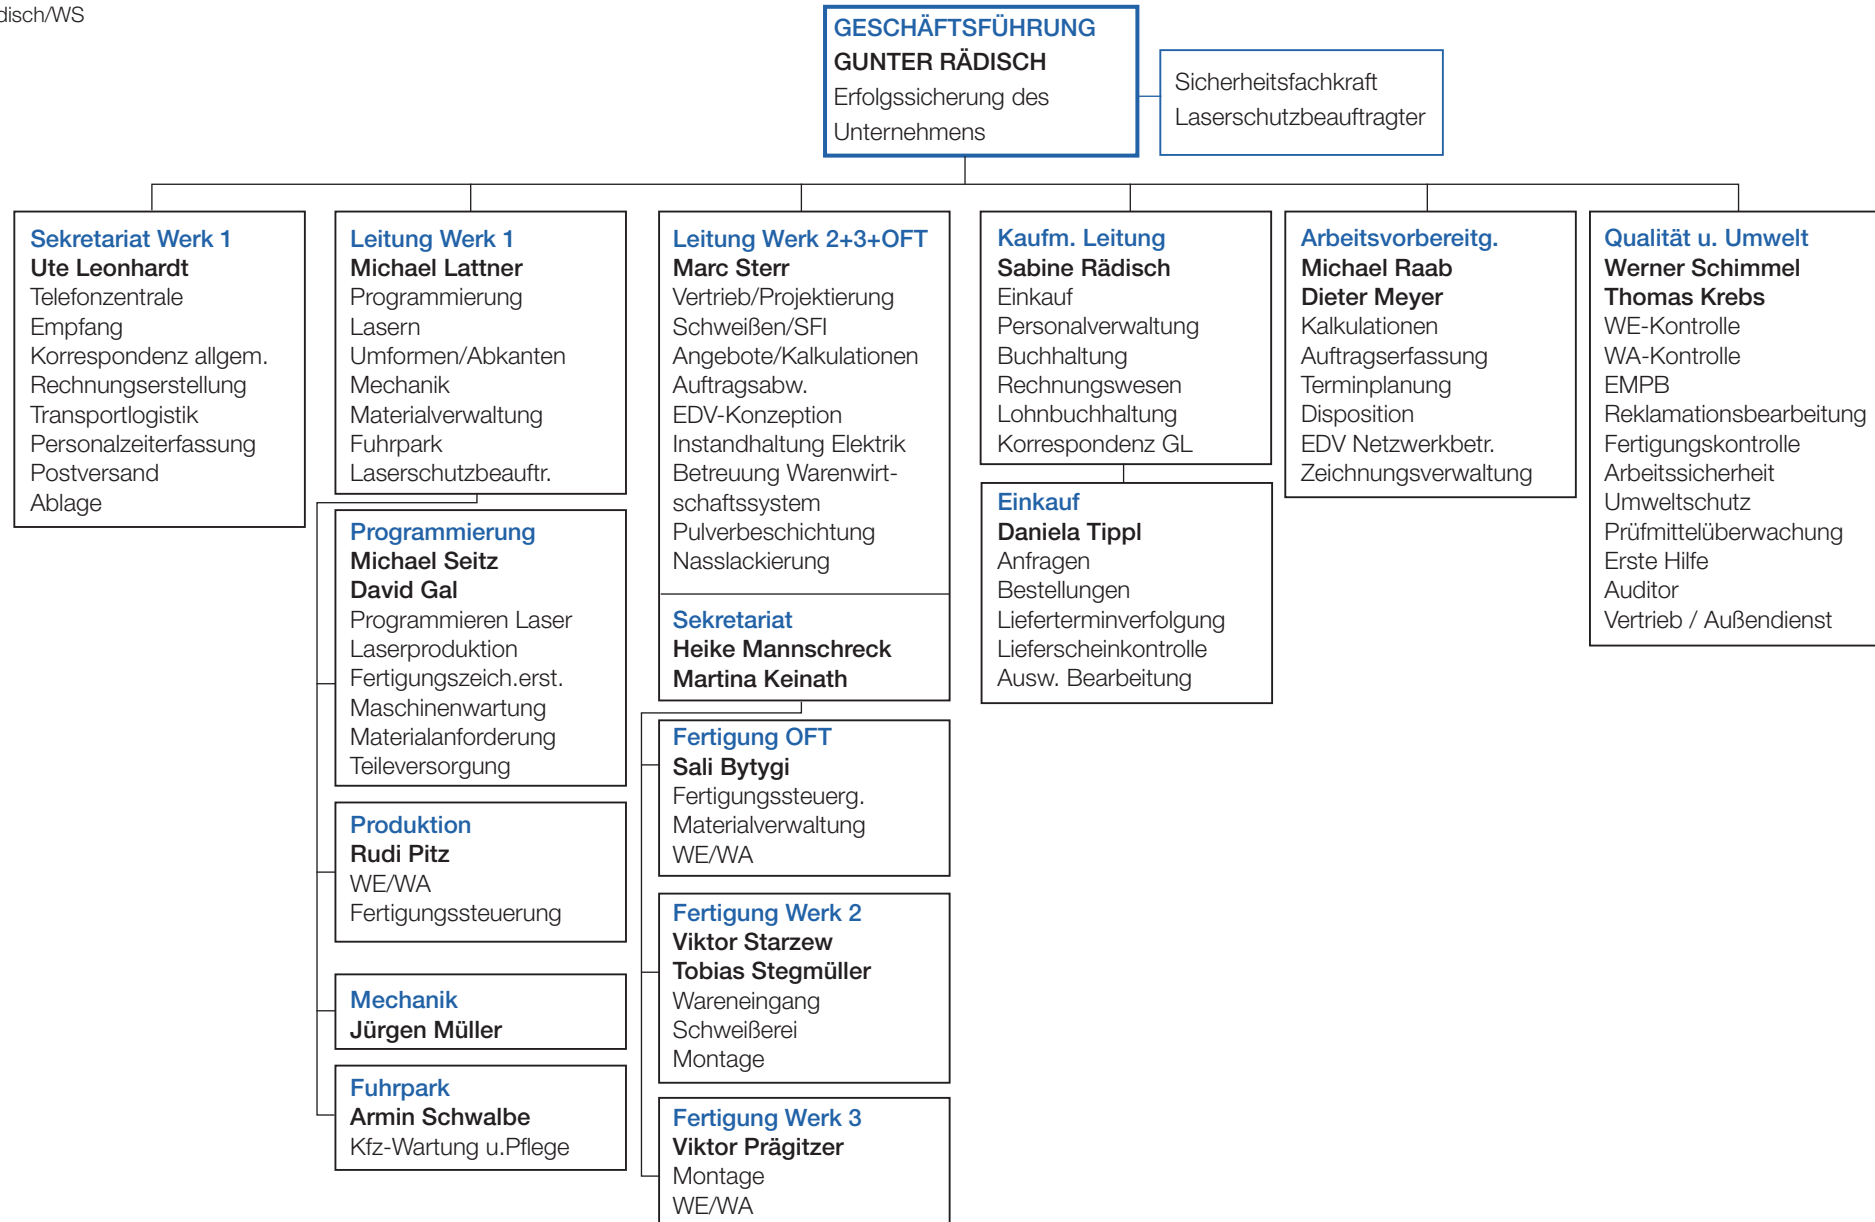 disch/WS
GESCHÄFTSFÜHRUNG
GUNTER RÄDISCH
Erfolgssicherung des
Unternehmens
Sicherheitsfachkraft
Laserschutzbeauftragter
Sekretariat Werk 1
Ute Leonhardt
Telefonzentrale
Empfang
Korrespondenz allgem.
Rechnungserstellung
Transportlogistik
Personalzeiterfassung
Postversand
Ablage
Leitung Werk 1
Michael Lattner
Programmierung
Lasern
Umformen/Abkanten
Mechanik
Materialverwaltung
Fuhrpark
Laserschutzbeauftr.
Programmierung
Michael Seitz
David Gal
Programmieren Laser
Laserproduktion
Fertigungszeich.erst.
Maschinenwartung
Materialanforderung
Teileversorgung
Produktion
Rudi Pitz
WE/WA
Fertigungssteuerung
Mechanik
Jürgen Müller
Fuhrpark
Armin Schwalbe
Kfz-Wartung u.Pflege
Leitung Werk 2+3+OFT
Marc Sterr
Vertrieb/Projektierung
Schweißen/SFI
Angebote/Kalkulationen
Auftragsabw.
EDV-Konzeption
Instandhaltung Elektrik
Betreuung Warenwirt-
schaftssystem
Pulverbeschichtung
Nasslackierung
Sekretariat
Heike Mannschreck
Martina Keinath
Fertigung OFT
Sali Bytygi
Fertigungssteuerg.
Materialverwaltung
WE/WA
Fertigung Werk 2
Viktor Starzew
Tobias Stegmüller
Wareneingang
Schweißerei
Montage
Fertigung Werk 3
Viktor Prägitzer
Montage
WE/WA
Kaufm. Leitung
Sabine Rädisch
Einkauf
Personalverwaltung
Buchhaltung
Rechnungswesen
Lohnbuchhaltung
Korrespondenz GL
Einkauf
Daniela Tippl
Anfragen
Bestellungen
Lieferterminverfolgung
Lieferscheinkontrolle
Ausw. Bearbeitung
Arbeitsvorbereitg.
Michael Raab
Dieter Meyer
Kalkulationen
Auftragserfassung
Terminplanung
Disposition
EDV Netzwerkbetr.
Zeichnungsverwaltung
Qualität u. Umwelt
Werner Schimmel
Thomas Krebs
WE-Kontrolle
WA-Kontrolle
EMPB
Reklamationsbearbeitung
Fertigungskontrolle
Arbeitssicherheit
Umweltschutz
Prüfmittelüberwachung
Erste Hilfe
Auditor
Vertrieb / Außendienst